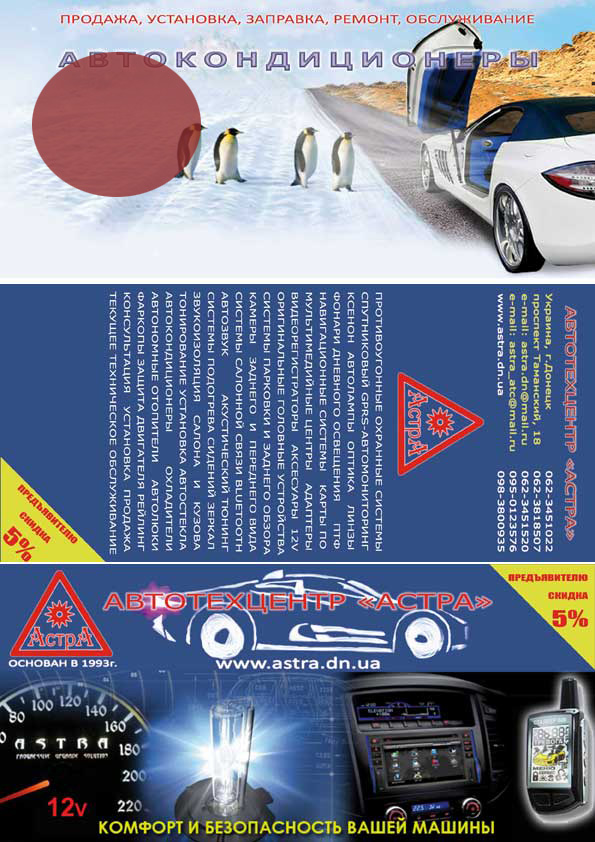 ПРОДАЖА, УСТАНОВКА, ЗАПРАВКА, РЕМОНТ, ОБСЛУЖИВАНИЕ
АВТОКОНДИЦИОНЕРЫ
АВТОТЕХЦЕНТР «АСТРА»
Украина, г.Донецк 062-3451022
проспект Таманский, 18 062-3818507
e-mail: astra.dn@mail.ru 062-3451520
e-mail: astra_atc@mail.ru 095-0123576
www.astra.dn.ua 098-3800935
АстрА
ПРОТИВОУГОННЫЕ ОХРАННЫЕ СИСТЕМЫ
СПУТНИКОВЫЙ GPRS-АВТОМОНИТОРИНГ
КСЕНОН АВТОЛАМПЫ ОПТИКА ЛИНЗЫ
ФОНАРИ ДНЕВНОГО ОСВЕЩЕНИЯ ПТФ
НАВИГАЦИОННЫЕ СИСТЕМЫ КАРТЫ ПО
МУЛЬТИМЕДИЙНЫЕ ЦЕНТРЫ АДАПТЕРЫ
ВИДЕОРЕГИСТРАТОРЫ АКСЕССУАРЫ 12V
ОРИГИНАЛЬНЫЕ ГОЛОВНЫЕ УСТРОЙСТВА
СИСТЕМЫ ПАРКОВКИ И ЗАДНЕГО ОБЗОРА
КАМЕРЫ ЗАДНЕГО И ПЕРЕДНЕГО ВИДА
СИСТЕМЫ САЛОННОЙ СВЯЗИ BLUETOOTH
АВТОЗВУК АКУСТИЧЕСКИЙ ТЮНИНГ
СИСТЕМЫ ПОДОГРЕВА СИДЕНИЙ ЗЕРКАЛ
ЗВУКОИЗОЛЯЦИЯ САЛОНА И КУЗОВА
ТОНИРОВАНИЕ УСТАНОВКА АВТОСТЕКЛА
АВТОКОНДИЦИОНЕРЫ ОХЛАДИТЕЛИ
АВТОНОМНЫЕ ОТОПИТЕЛИ АВТОЛЮКИ
ФАРКОПЫ ЗАЩИТА ДВИГАТЕЛЯ РЕЙЛИНГ
КОНСУЛЬТАЦИЯ УСТАНОВКА ПРОДАЖА
ТЕКУЩЕЕ ТЕХНИЧЕСКОЕ ОБСЛУЖИВАНИЕ
ПРЕДЪЯВИТЕЛЮ
СКИДКА
5%
АстрА
ОСНОВАН В 1993г.
АВТОТЕХЦЕНТР «АСТРА»
www.astra.dn.ua
ПРЕДЪЯВИТЕЛЮ
СКИДКА
5%
80 100 120 140 160 180 200 220
ASTRA
12v
КОМФОРТ И БЕЗОПАСНОСТЬ ВАШЕЙ МАШИНЫ